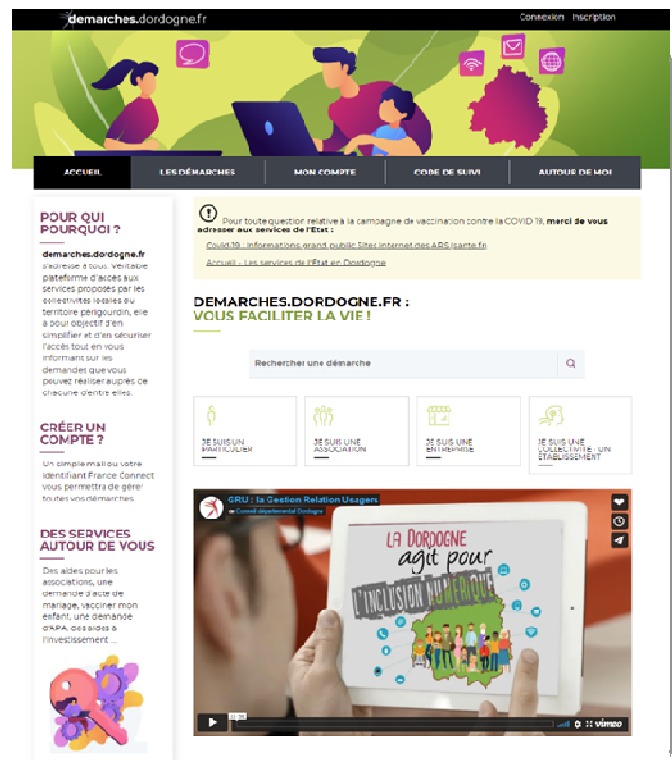 demarches.dordogne.fr
Connexion Inscription
ACCUEIL
LES DÉMARCHES
MON COMPTE
CODE DE SUIVI
AUTOUR DE MOI
POUR QUI
POURQUOI ?
demarches.dordogne.fr
s'adresse à tous. Véritable
plateforme d'accès aux
services proposés par les
collectivités locales du
territoire périgourdin, elle
a pour objectif d'en
simplifier et d'en sécuriser
l'accès tout en vous
informant sur les
demandes que vous
pouvez réaliser auprès de
chacune d'entre elles.
CRÉER UN
COMPTE ?
Un simple mail ou votre
identifiant France Connect
vous permettra de gérer
toutes vos démarches
DES SERVICES
AUTOUR DE VOUS
Des aides pour les
associations, une
demande d'acte de
mariage, vacciner mon
enfant, une demande
d'APA, des aides à
l'investissement ...
Pour toute question relative à la campagne de vaccination contre la COVID 19, merci de vous
adresser aux services de l'Etat :
Covid-19 : Informations grand public Sites internet des ARS (sante.fr)
Accueil - Les services de l'État en Dordogne
DEMARCHES.DORDOGNE.FR :
VOUS FACILITER LA VIE !
Rechercher une démarche
JE SUIS UN
PARTICULIER
JE SUIS UNE
ASSOCIATION
JE SUIS UNE
ENTREPRISE
JE SUIS UNE
COLLECTIVITÉ - UN
ÉTABLISSEMENT
GRU : la Gestion Relation Usagers
de Conseil départemental Dordogne
LA DORDOGNE
agit pour
L'INCLUSION NUMÉRIQUE
vimeo